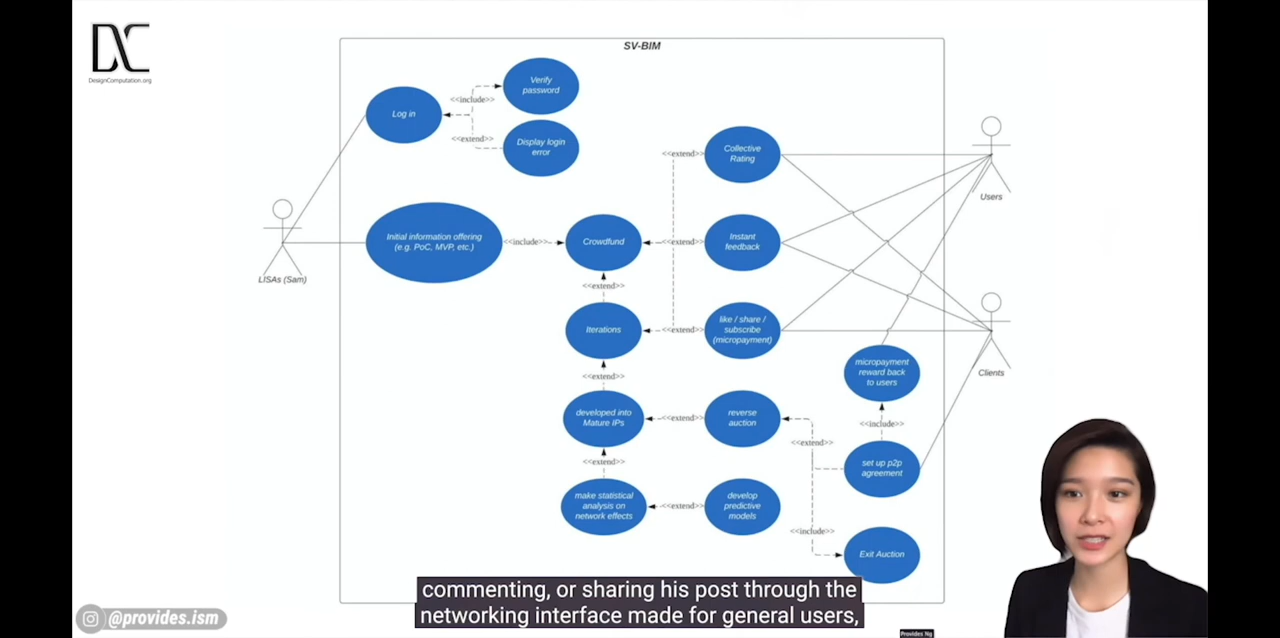 DesignComputation.org
SV-BIM
Verify
password
<<include>>
Log in
<<extend>>
Display login
error
Collective
Rating
<<extend>>
Users
LISAs (Sam)
Initial information offering
(e.g. PoC, MVP, etc.)
<<include>>
Crowdfund
<<extend>>
Instant
feedback
<<extend>>
Iterations
<<extend>>
like / share /
subscribe
(micropayment)
Clients
micropayment
reward back
to users
<<extend>>
developed into
Mature IPs
<<extend>>
reverse
auction
<<include>>
<<extend>>
set up p2p
agreement
<<extend>>
make statistical
analysis on
network effects
<<extend>>
develop
predictive
models
<<include>>
Exit Auction
commenting, or sharing his post through the
networking interface made for general users,
@provides.ism
Provides Ng